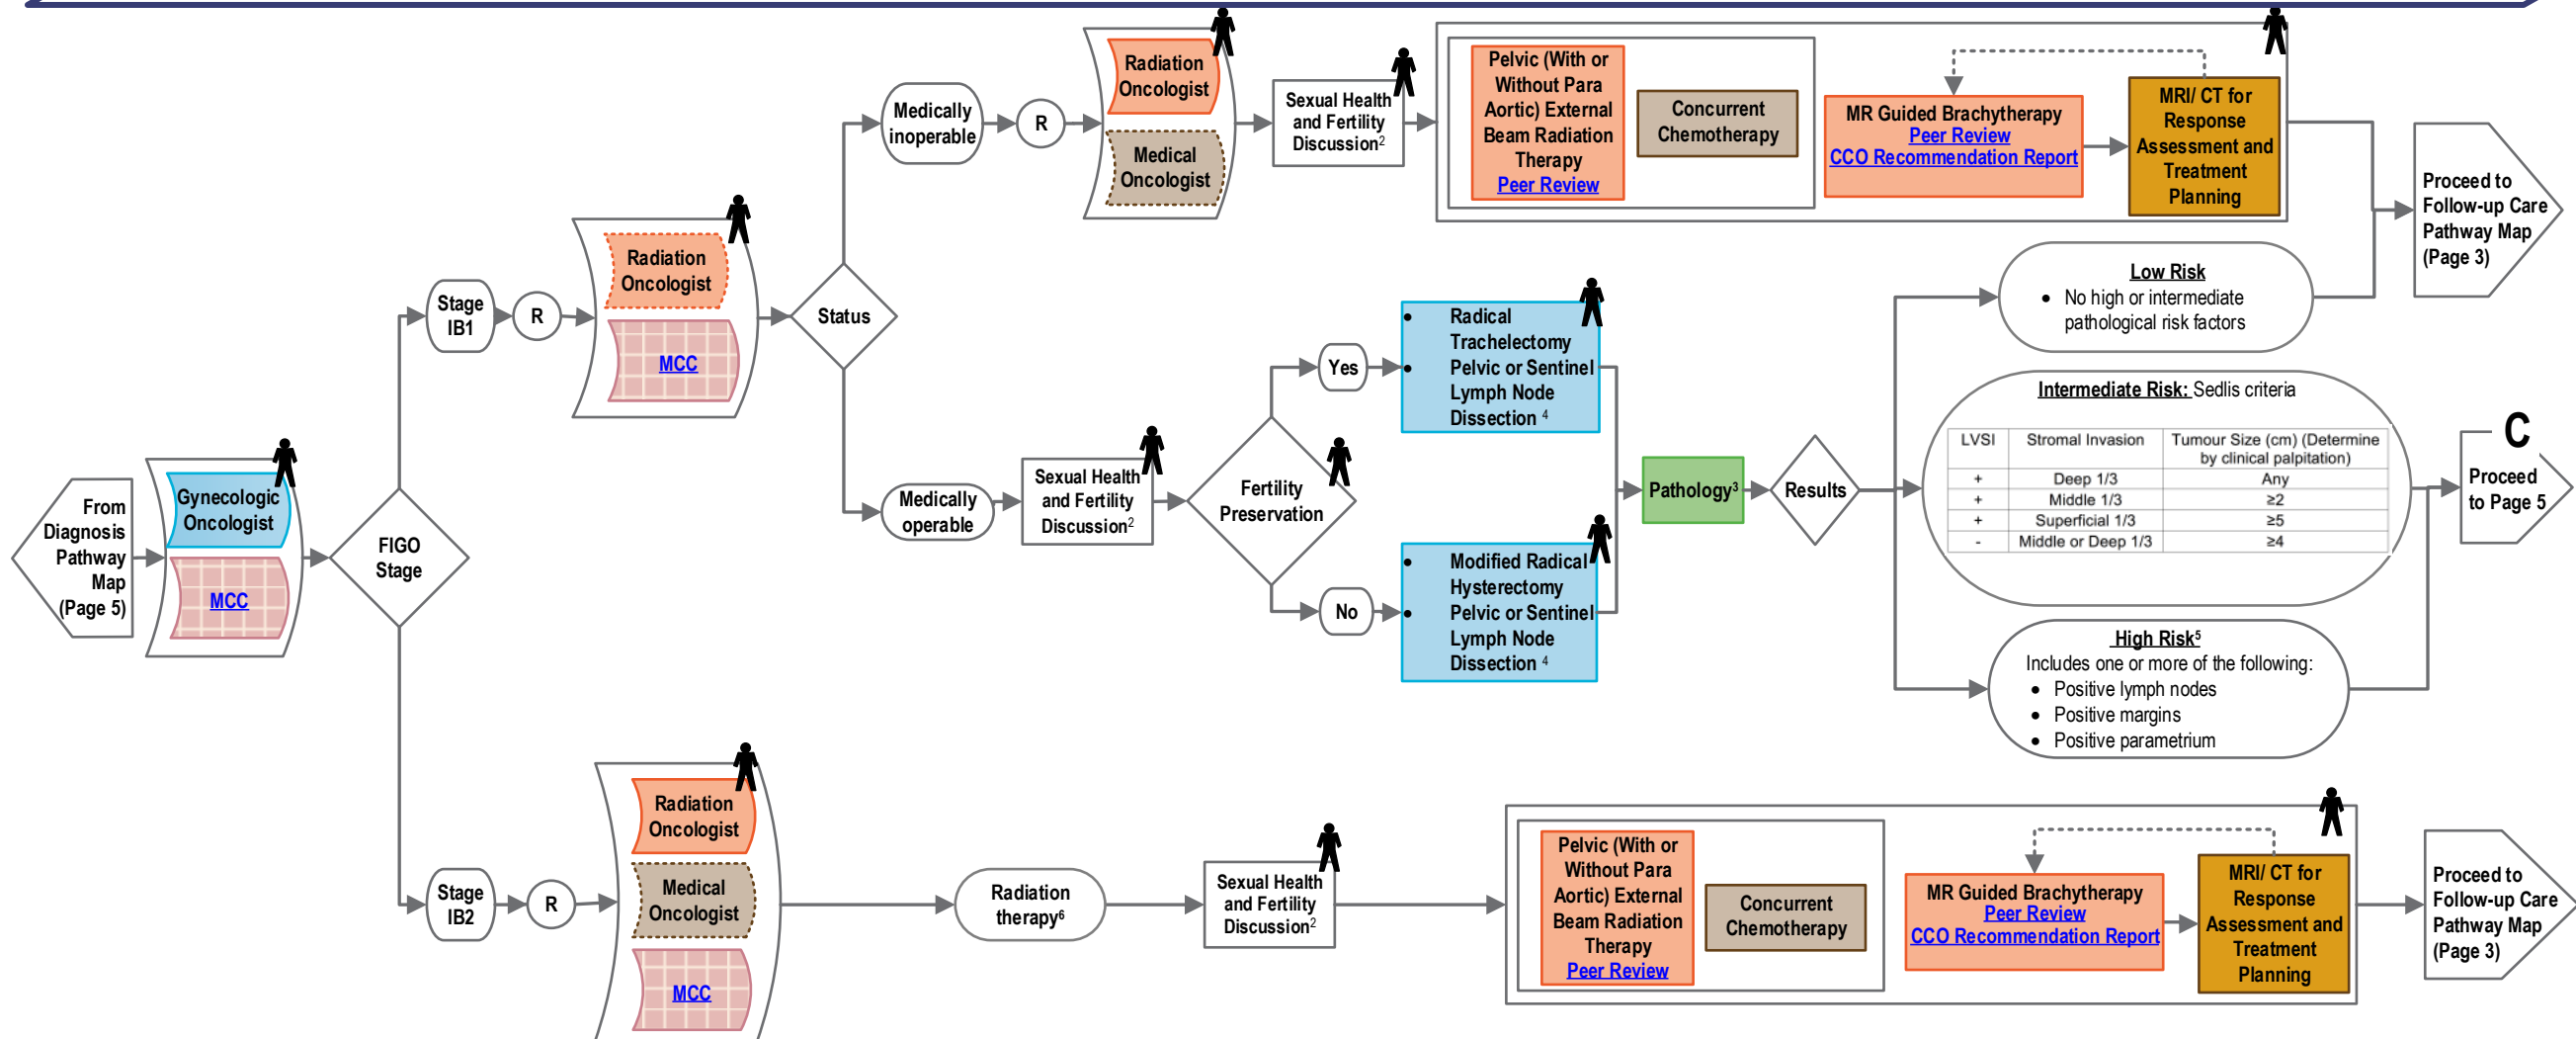 From
Diagnosis
Pathway
Map
(Page 5)
Gynecologic
Oncologist
MCC
FIGO
Stage
Stage
IB1
R
Radiation
Oncologist
MCC
Status
Medically
inoperable
R
Radiation
Oncologist
Medical
Oncologist
Sexual Health
and Fertility
Discussion2
Pelvic (With or
Without Para
Aortic) External
Beam Radiation
Therapy
Peer Review
Concurrent
Chemotherapy
MR Guided Brachytherapy
Peer Review
CCO Recommendation Report
MRI/ CT for
Response
Assessment and
Treatment
Planning
Proceed to
Follow-up Care
Pathway Map
(Page 3)
Medically
operable
Sexual Health
and Fertility
Discussion2
Fertility
Preservation
Yes
• Radical
Trachelectomy
• Pelvic or Sentinel
Lymph Node
Dissection 4
No
• Modified Radical
Hysterectomy
• Pelvic or Sentinel
Lymph Node
Dissection 4
Pathology3
Results
Low Risk
• No high or intermediate
pathological risk factors
Intermediate Risk: Sedlis criteria
LVSI Stromal Invasion Tumour Size (cm) (Determine
by clinical palpitation)
+ Deep 1/3 Any
+ Middle 1/3 ≥2
+ Superficial 1/3 ≥5
- Middle or Deep 1/3 ≥4
High Risk5
Includes one or more of the following:
• Positive lymph nodes
• Positive margins
• Positive parametrium
C
Proceed
to Page 5
Stage
IB2
R
Radiation
Oncologist
Medical
Oncologist
MCC
Radiation
therapy6
Sexual Health
and Fertility
Discussion2
Pelvic (With or
Without Para
Aortic) External
Beam Radiation
Therapy
Peer Review
Concurrent
Chemotherapy
MR Guided Brachytherapy
Peer Review
CCO Recommendation Report
MRI/ CT for
Response
Assessment and
Treatment
Planning
Proceed to
Follow-up Care
Pathway Map
(Page 3)